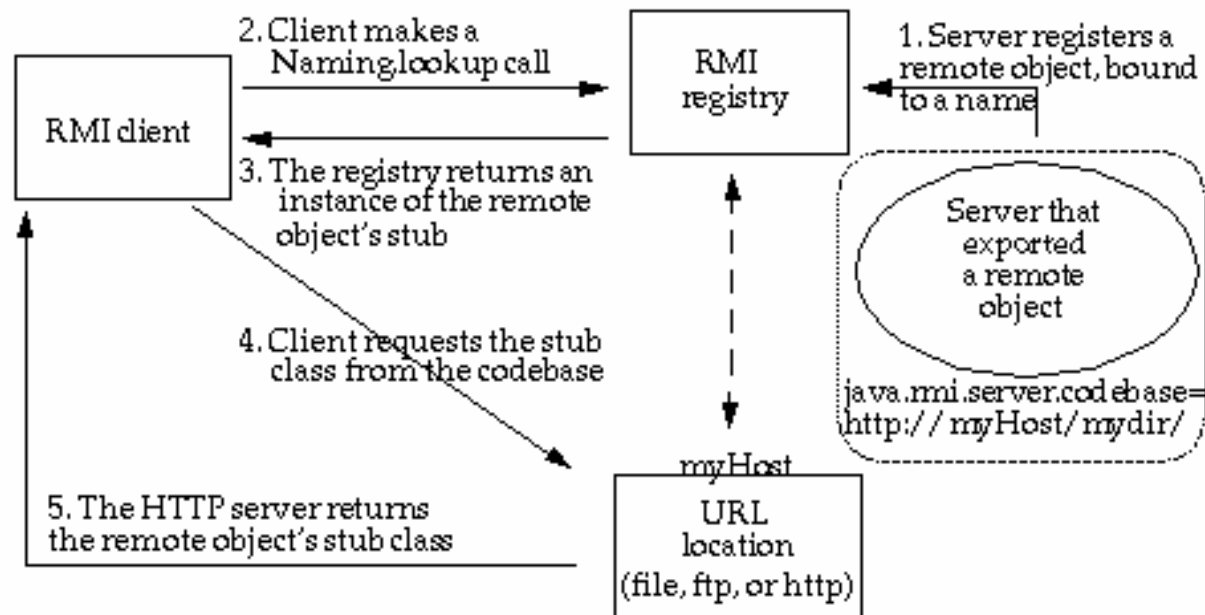 2. Client makes a
Naming.lookup call
RMI
registry
1. Server registers a
remote object, bound
to a name
RMI client
3. The registry returns an
instance of the remote
object's stub
Server that
exported
a remote
object
4. Client requests the stub
class from the codebase
java.rmi.server.codebase=
http://myHost/mydir/
myHost
URL
location
(file, ftp, or http)
5. The HTTP server returns
the remote object's stub class